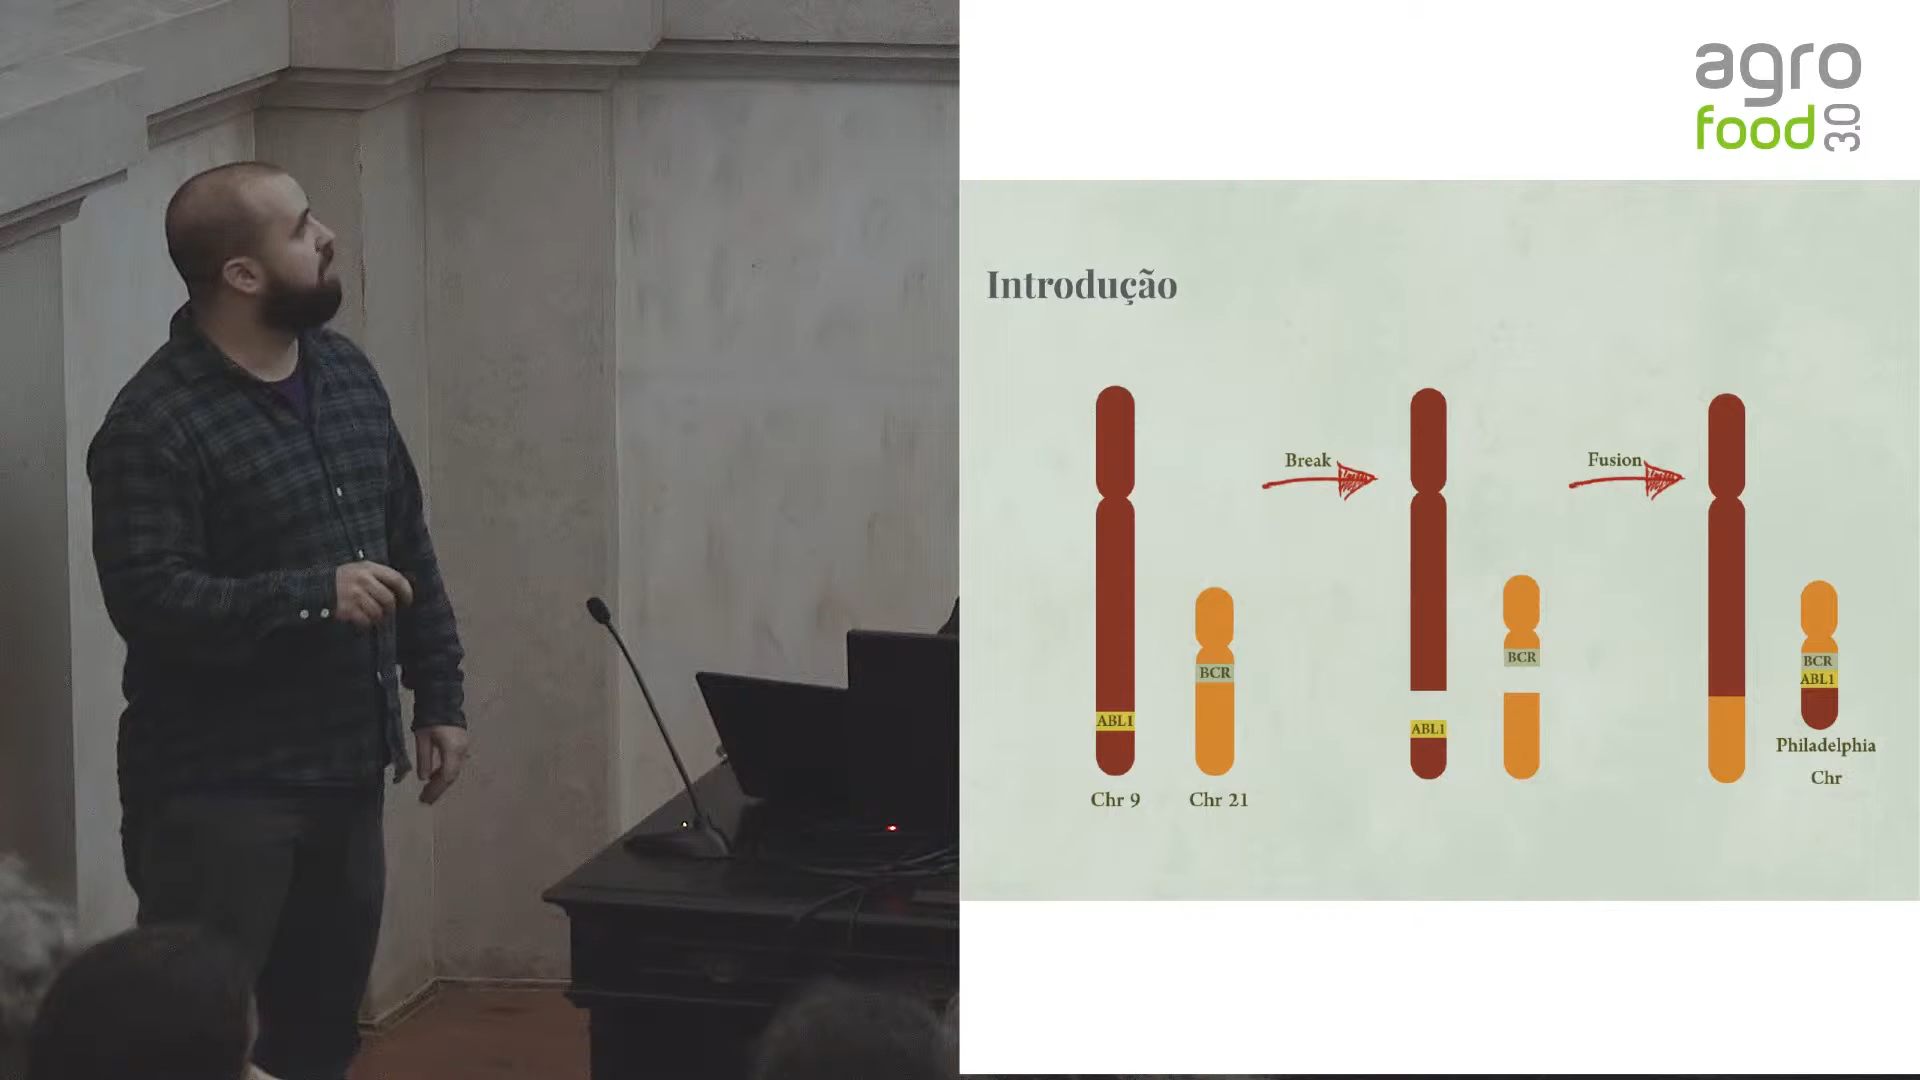 agro
food 3.0
Introdução
Break
Fusion
BCR
ABL1
Chr 9
Chr 21
BCR
ABL1
BCR
ABL1
Philadelphia
Chr